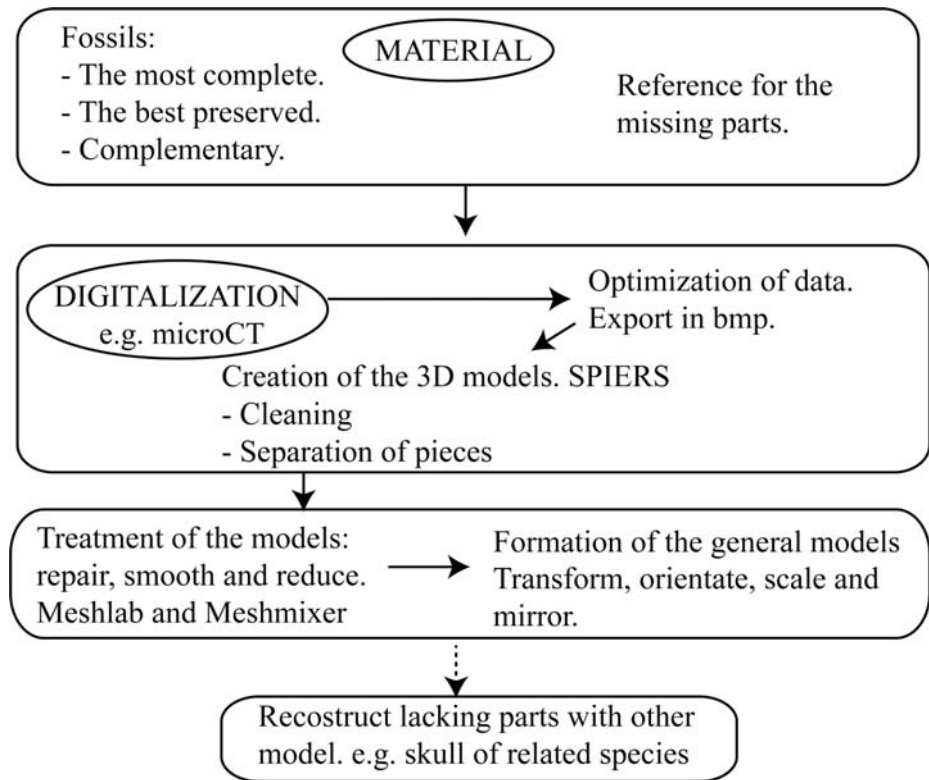 MATERIAL
Fossils:
- The most complete.
- The best preserved.
- Complementary.
Reference for the
missing parts.
DIGITALIZATION
e.g. microCT
Optimization of data.
Export in bmp.
Creation of the 3D models. SPIERS
- Cleaning
- Separation of pieces
Treatment of the models:
repair, smooth and reduce.
Meshlab and Meshmixer
Formation of the general models
Transform, orientate, scale and
mirror.
Recostruct lacking parts with other
model. e.g. skull of related species